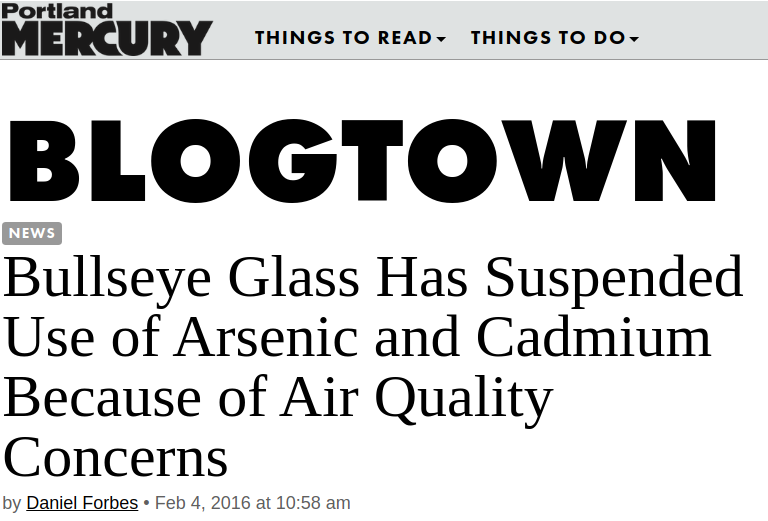 Portland
MERCURY
THINGS TO READ THINGS TO DO
BLOGTOWN
NEWS
Bullseye Glass Has Suspended
Use of Arsenic and Cadmium
Because of Air Quality
Concerns
by Daniel Forbes • Feb 4, 2016 at 10:58 am